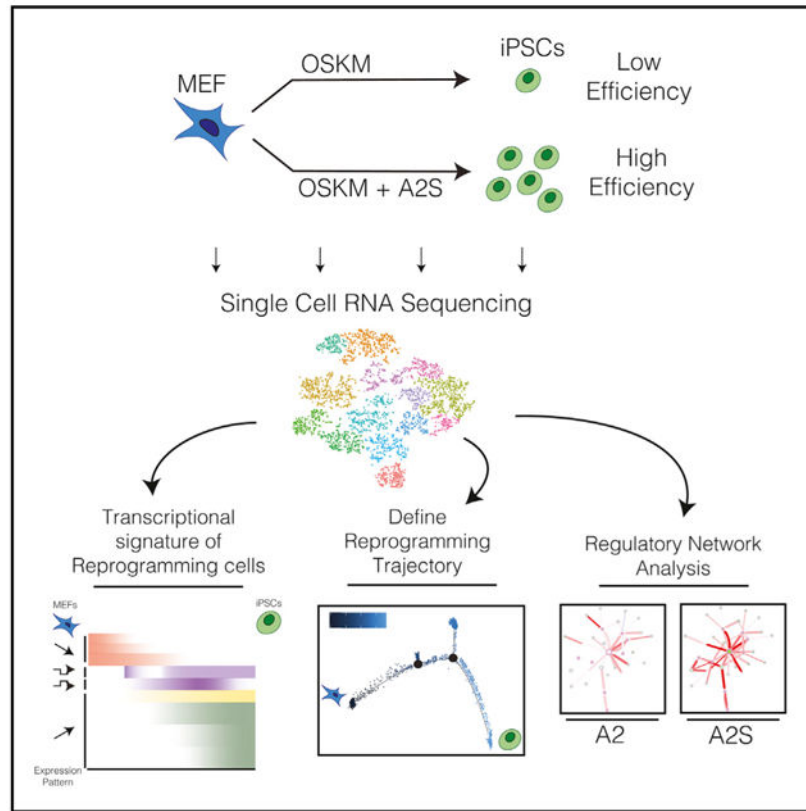 MEF
OSKM
iPSCs
Low
Efficiency
OSKM + A2S
High
Efficiency
Single Cell RNA Sequencing
Transcriptional
signature of
Reprogramming cells
Define
Reprogramming
Trajectory
Regulatory Network
Analysis
MEFs
iPSCs
Expression
Pattern
A2
A2S